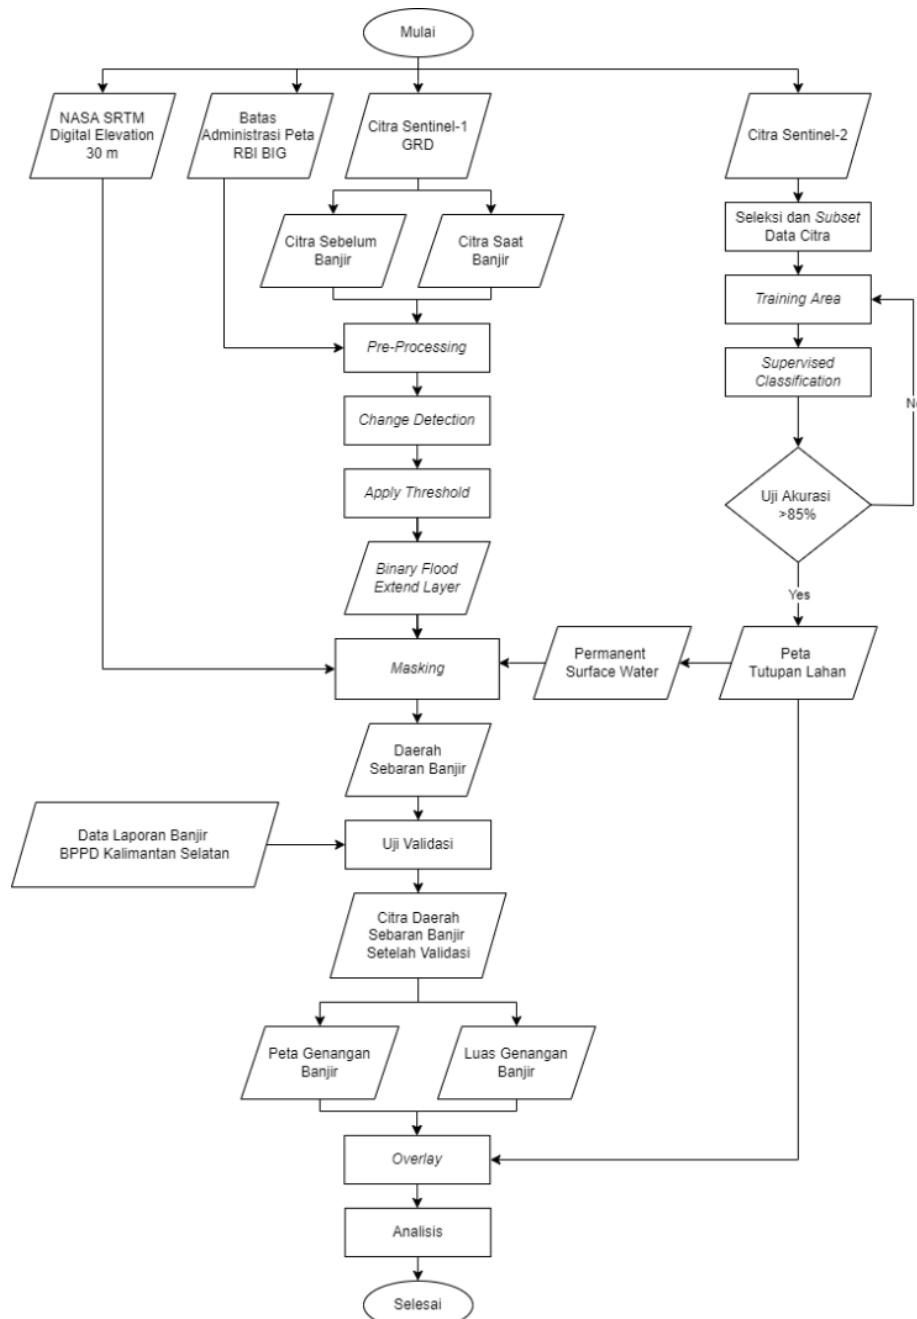 Mulai
NASA SRTM
Digital Elevation
30 m
Batas
Administrasi Peta
RBI BIG
Citra Sentinel-1
GRD
Citra Sentinel-2
Citra Sebelum
Banjir
Citra Saat
Banjir
Seleksi dan Subset
Data Citra
Training Area
Pre-Processing
Supervised
Classification
Change Detection
Apply Threshold
Uji Akurasi
>85%
Binary Flood
Extend Layer
Yes
Masking
Permanent
Surface Water
Peta
Tutupan Lahan
Daerah
Sebaran Banjir
Data Laporan Banjir
BPPD Kalimantan Selatan
Uji Validasi
Citra Daerah
Sebaran Banjir
Setelah Validasi
Peta Genangan
Banjir
Luas Genangan
Banjir
Overlay
Analisis
Selesai